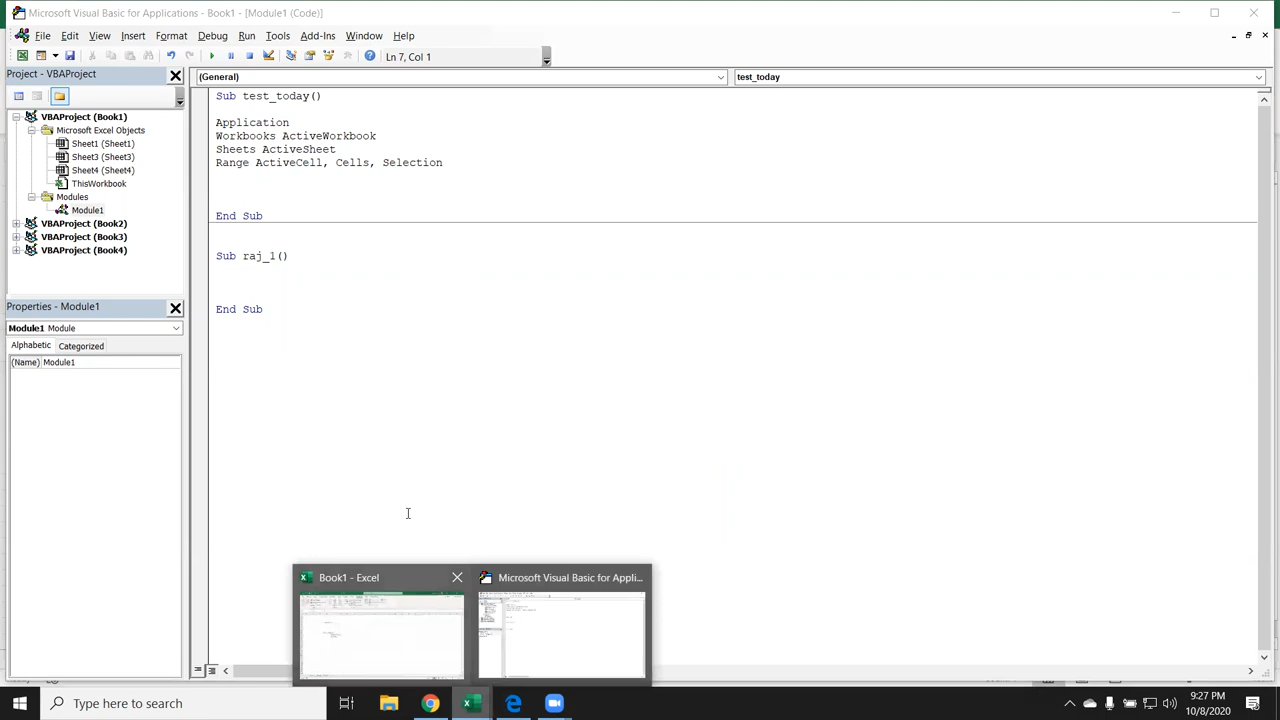 Microsoft Visual Basic for Applications - Book1 - [Module1 (Code)]
File Edit View Insert Format Debug Run Tools Add-Ins Window Help
Ln 7, Col 1
Project - VBAProject
(General)
test_today
VBAProject (Book1)
Microsoft Excel Objects
Sheet1 (Sheet1)
Sheet3 (Sheet3)
Sheet4 (Sheet4)
ThisWorkbook
Modules
Module1
VBAProject (Book2)
VBAProject (Book3)
VBAProject (Book4)
Properties - Module1
Module1 Module
Alphabetic Categorized
(Name) Module1
Sub test_today()
Application
Workbooks ActiveWorkbook
Sheets ActiveSheet
Range ActiveCell, Cells, Selection
End Sub
Sub raj_1()
End Sub
Book1 - Excel
Microsoft Visual Basic for Appli...
Type here to search
9:27 PM
10/8/2020